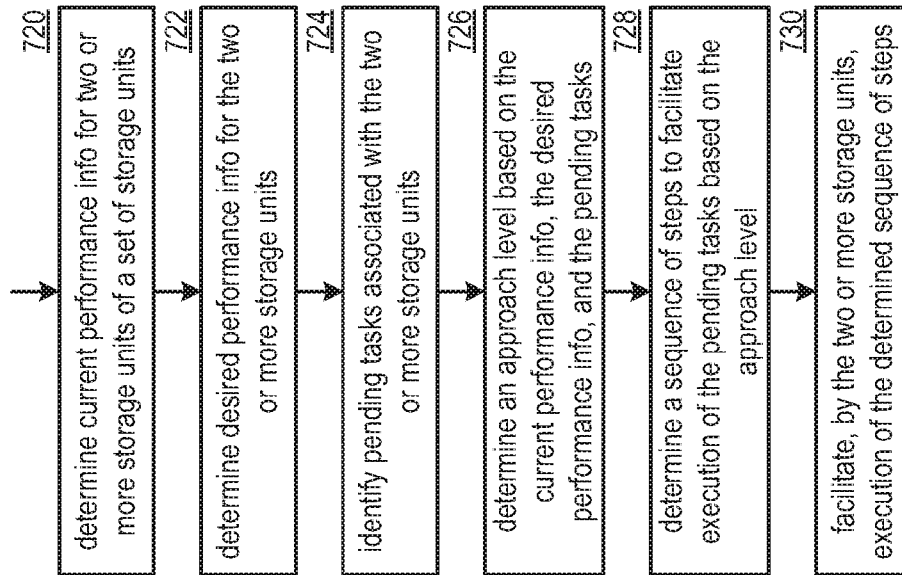 720
determine current performance info for two or
more storage units of a set of storage units
722
determine desired performance info for the two
or more storage units
724
identify pending tasks associated with the two
or more storage units
726
determine an approach level based on the
current performance info, the desired
performance info, and the pending tasks
728
determine a sequence of steps to facilitate
execution of the pending tasks based on the
approach level
730
facilitate, by the two or more storage units,
execution of the determined sequence of steps